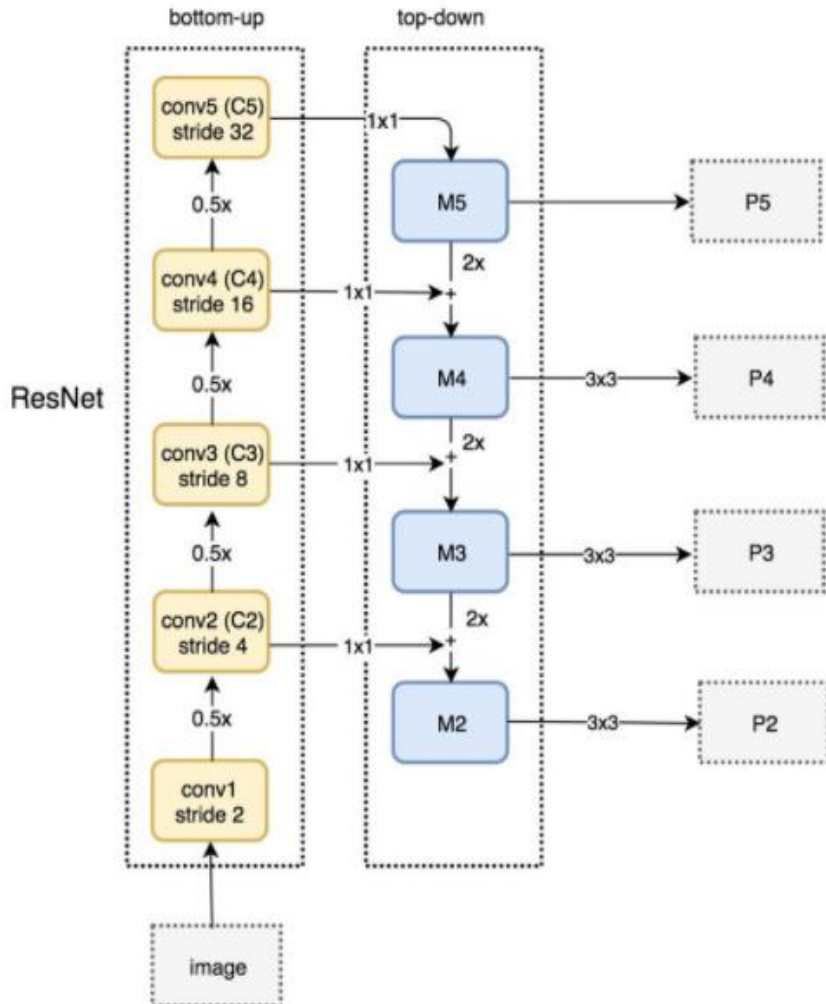 bottom-up
top-down
conv5 (C5)
stride 32
1x1
M5
P5
0.5x
2x
conv4 (C4)
stride 16
1x1
+
M4
3x3
P4
ResNet
0.5x
2x
conv3 (C3)
stride 8
1x1
+
M3
3x3
P3
0.5x
2x
conv2 (C2)
stride 4
1x1
+
M2
3x3
P2
0.5x
conv1
stride 2
image